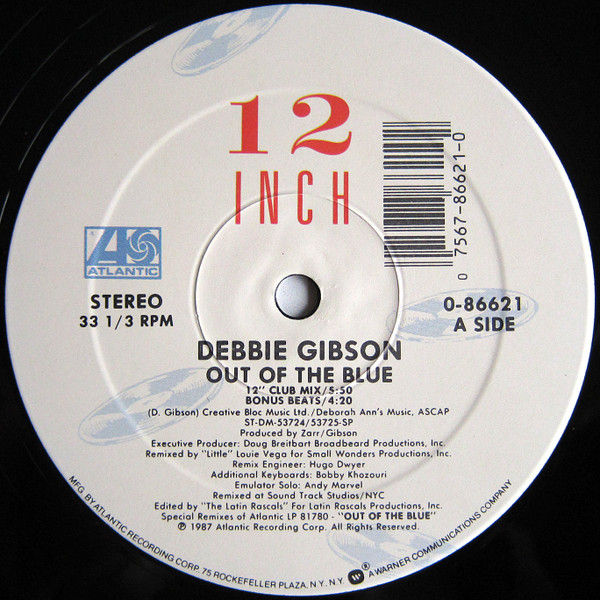 12
INCH
0 7567-86621-0
ATLANTIC
STEREO
33 1/3 RPM
0-86621
A SIDE
DEBBIE GIBSON
OUT OF THE BLUE
12" CLUB MIX/5:50
BONUS BEATS/4:20
(D. Gibson) Creative Bloc Music Ltd./Deborah Ann's Music, ASCAP
ST-DM-53724/53725-SP
Produced by Zarr/Gibson
Executive Producer: Doug Breitbart Broadbeard Productions, Inc.
Remixed by "Little" Louie Vega for Small Wonders Productions, Inc.
Remix Engineer: Hugo Dwyer
Additional Keyboards: Bobby Khozouri
Emulator Solo: Andy Marvel
Remixed at Sound Track Studios/NYC
Edited by "The Latin Rascals" For Latin Rascals Productions, Inc.
Special Remixes of Atlantic LP 81780 - "OUT OF THE BLUE"
℗ 1987 Atlantic Recording Corp. All Rights Reserved.
MFG. BY ATLANTIC RECORDING CORP. 75 ROCKEFELLER PLAZA, N.Y. N.Y. ® A WARNER COMMUNICATIONS COMPANY